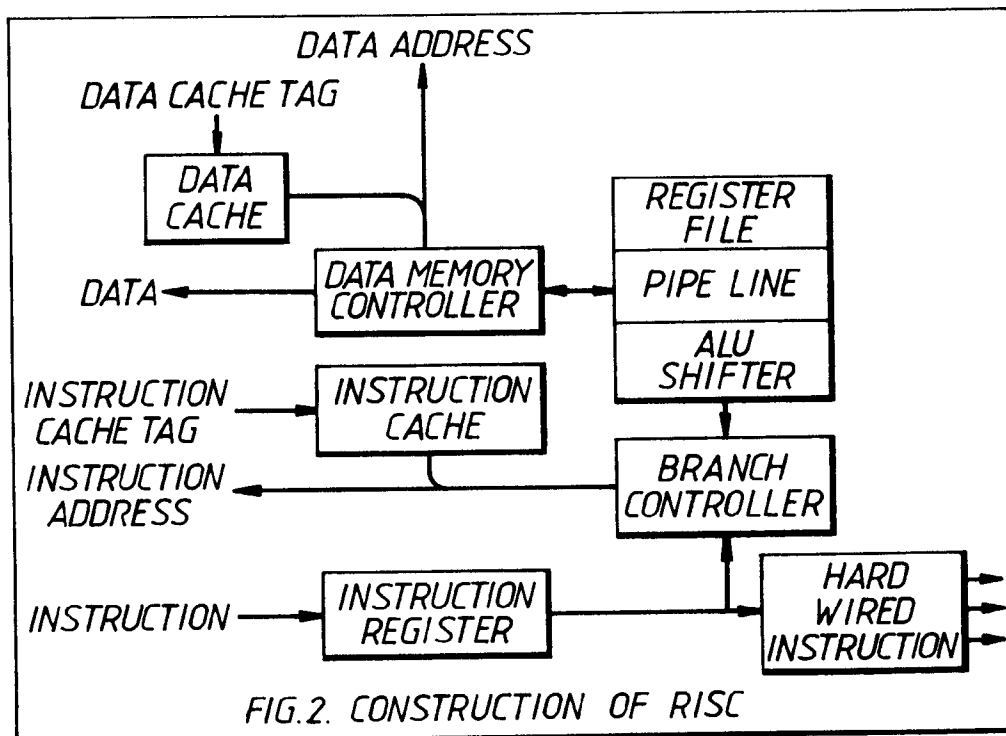 DATA ADDRESS
DATA CACHE TAG
DATA
CACHE
REGISTER
FILE
DATA MEMORY
CONTROLLER
DATA
PIPE LINE
ALU
SHIFTER
INSTRUCTION
CACHE TAG
INSTRUCTION
CACHE
INSTRUCTION
ADDRESS
BRANCH
CONTROLLER
INSTRUCTION
INSTRUCTION
REGISTER
HARD
WIRED
INSTRUCTION
FIG.2. CONSTRUCTION OF RISC